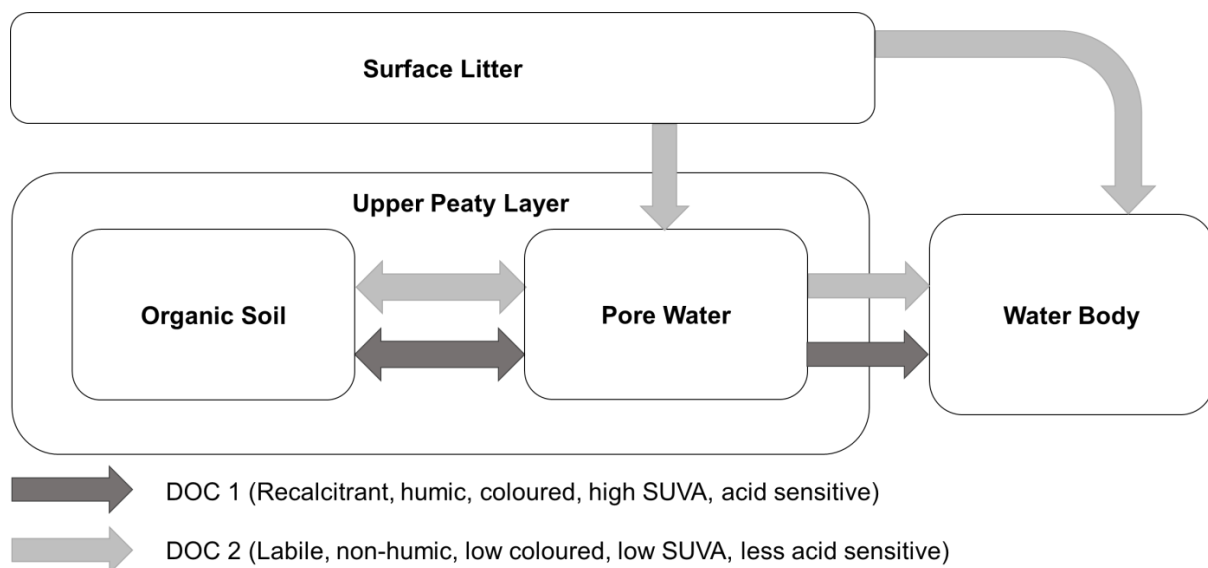 Surface Litter
Upper Peaty Layer
Organic Soil
Pore Water
Water Body
DOC 1 (Recalcitrant, humic, coloured, high SUVA, acid sensitive)
DOC 2 (Labile, non-humic, low coloured, low SUVA, less acid sensitive)